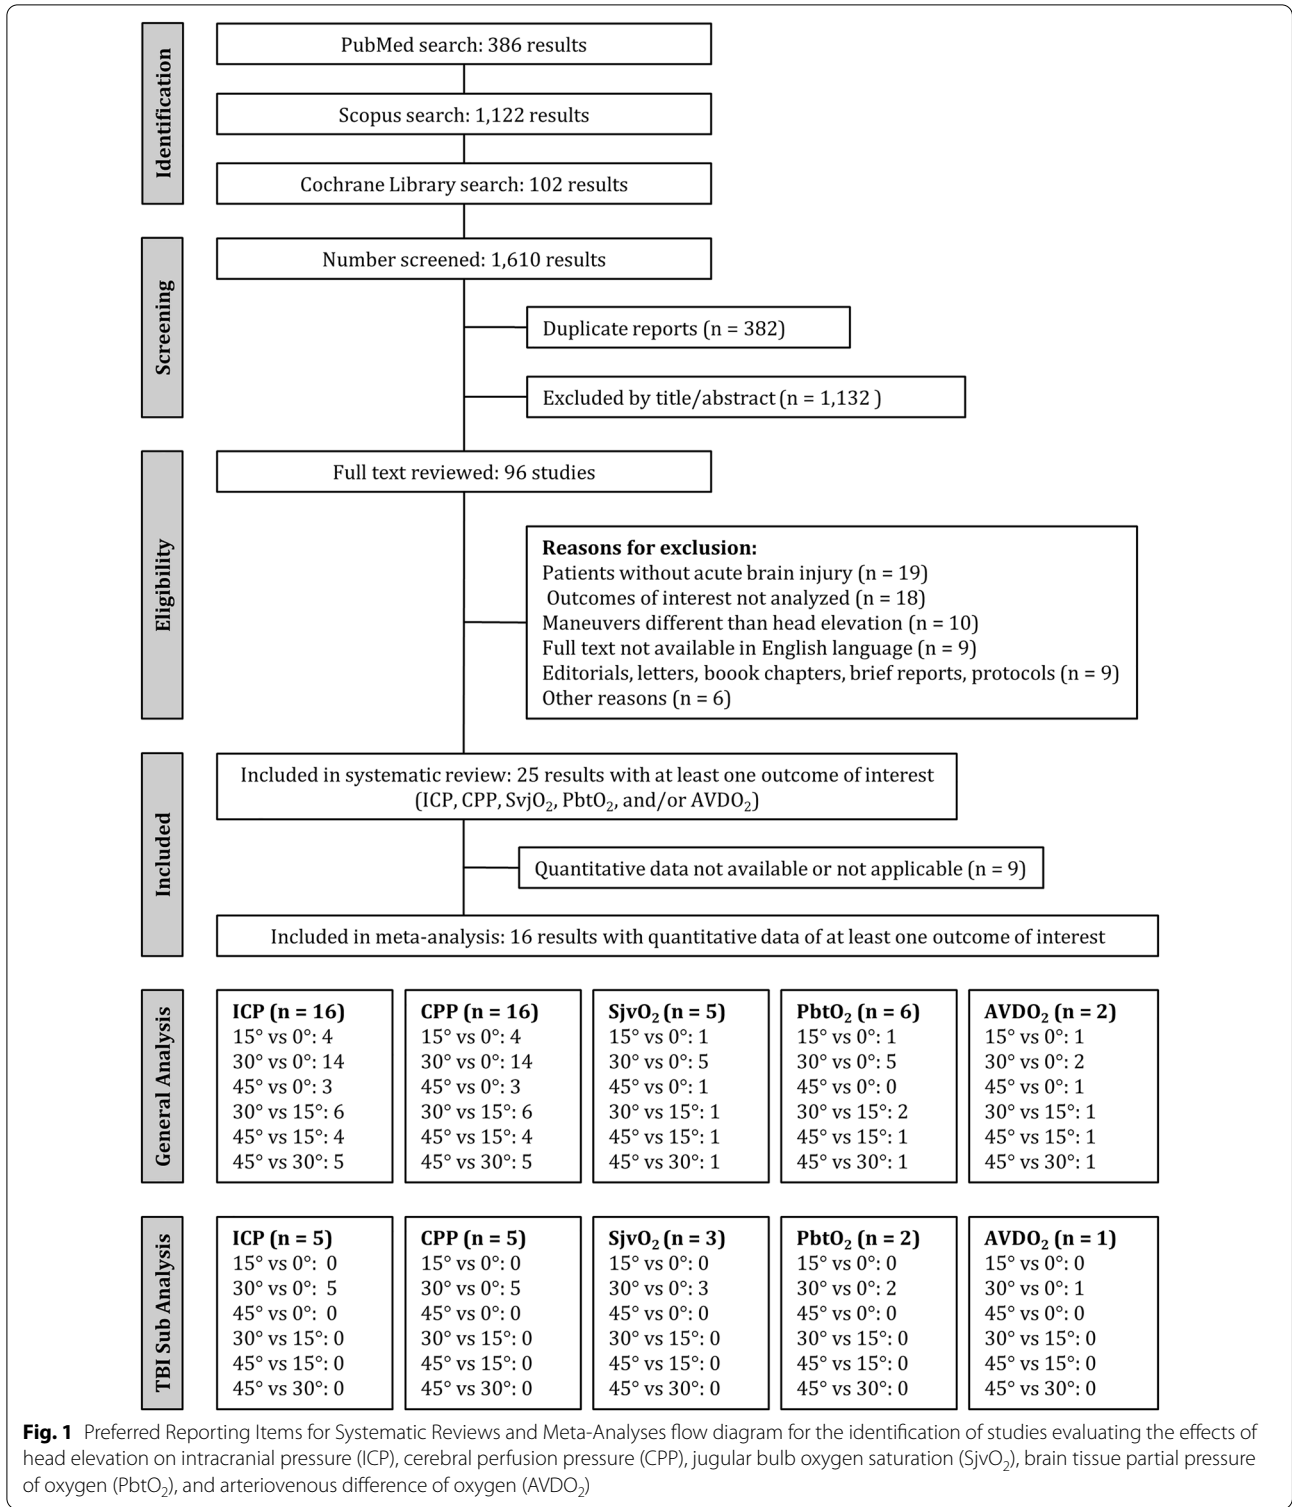 Identification
PubMed search: 386 results
Scopus search: 1,122 results
Cochrane Library search: 102 results
Screening
Number screened: 1,610 results
Duplicate reports (n = 382)
Excluded by title/abstract (n = 1,132 )
Eligibility
Full text reviewed: 96 studies
Reasons for exclusion:
Patients without acute brain injury (n = 19)
Outcomes of interest not analyzed (n = 18)
Maneuvers different than head elevation (n = 10)
Full text not available in English language (n = 9)
Editorials, letters, boook chapters, brief reports, protocols (n = 9)
Other reasons (n = 6)
Included
Included in systematic review: 25 results with at least one outcome of interest
(ICP, CPP, SvjO₂, PbtO₂, and/or AVDO₂)
Quantitative data not available or not applicable (n = 9)
Included in meta-analysis: 16 results with quantitative data of at least one outcome of interest
General Analysis
ICP (n = 16)
15° vs 0°: 4
30° vs 0°: 14
45° vs 0°: 3
30° vs 15°: 6
45° vs 15°: 4
45° vs 30°: 5
CPP (n = 16)
15° vs 0°: 4
30° vs 0°: 14
45° vs 0°: 3
30° vs 15°: 6
45° vs 15°: 4
45° vs 30°: 5
SjvO₂ (n = 5)
15° vs 0°: 1
30° vs 0°: 5
45° vs 0°: 1
30° vs 15°: 1
45° vs 15°: 1
45° vs 30°: 1
PbtO₂ (n = 6)
15° vs 0°: 1
30° vs 0°: 5
45° vs 0°: 0
30° vs 15°: 2
45° vs 15°: 1
45° vs 30°: 1
AVDO₂ (n = 2)
15° vs 0°: 1
30° vs 0°: 2
45° vs 0°: 1
30° vs 15°: 1
45° vs 15°: 1
45° vs 30°: 1
TBI Sub Analysis
ICP (n = 5)
15° vs 0°: 0
30° vs 0°: 5
45° vs 0°: 0
30° vs 15°: 0
45° vs 15°: 0
45° vs 30°: 0
CPP (n = 5)
15° vs 0°: 0
30° vs 0°: 5
45° vs 0°: 0
30° vs 15°: 0
45° vs 15°: 0
45° vs 30°: 0
SjvO₂ (n = 3)
15° vs 0°: 0
30° vs 0°: 3
45° vs 0°: 0
30° vs 15°: 0
45° vs 15°: 0
45° vs 30°: 0
PbtO₂ (n = 2)
15° vs 0°: 0
30° vs 0°: 2
45° vs 0°: 0
30° vs 15°: 0
45° vs 15°: 0
45° vs 30°: 0
AVDO₂ (n = 1)
15° vs 0°: 0
30° vs 0°: 1
45° vs 0°: 0
30° vs 15°: 0
45° vs 15°: 0
45° vs 30°: 0
Fig. 1 Preferred Reporting Items for Systematic Reviews and Meta-Analyses flow diagram for the identification of studies evaluating the effects of
head elevation on intracranial pressure (ICP), cerebral perfusion pressure (CPP), jugular bulb oxygen saturation (SjvO₂), brain tissue partial pressure
of oxygen (PbtO₂), and arteriovenous difference of oxygen (AVDO₂)